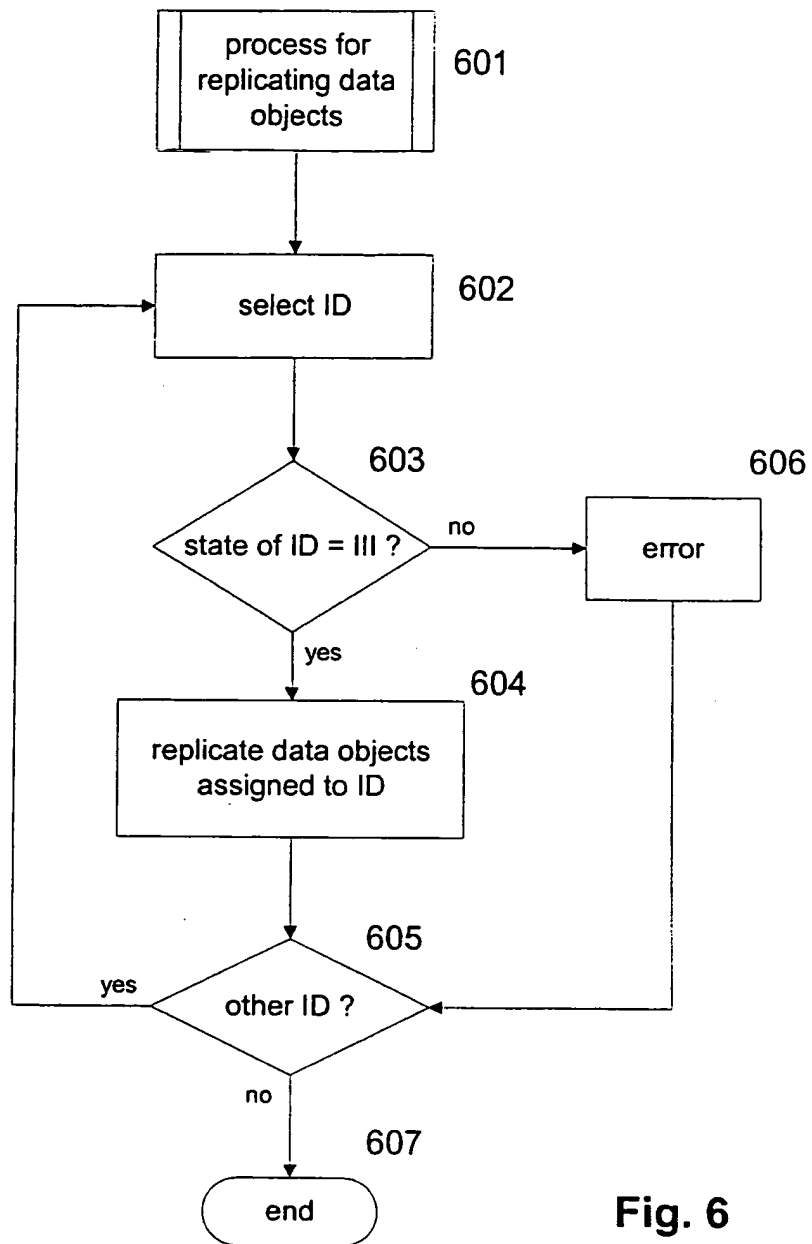 process for
replicating data
objects
601
select ID
602
603
state of ID = III ?
no
606
error
yes
604
replicate data objects
assigned to ID
605
yes
other ID ?
no
607
end
Fig. 6